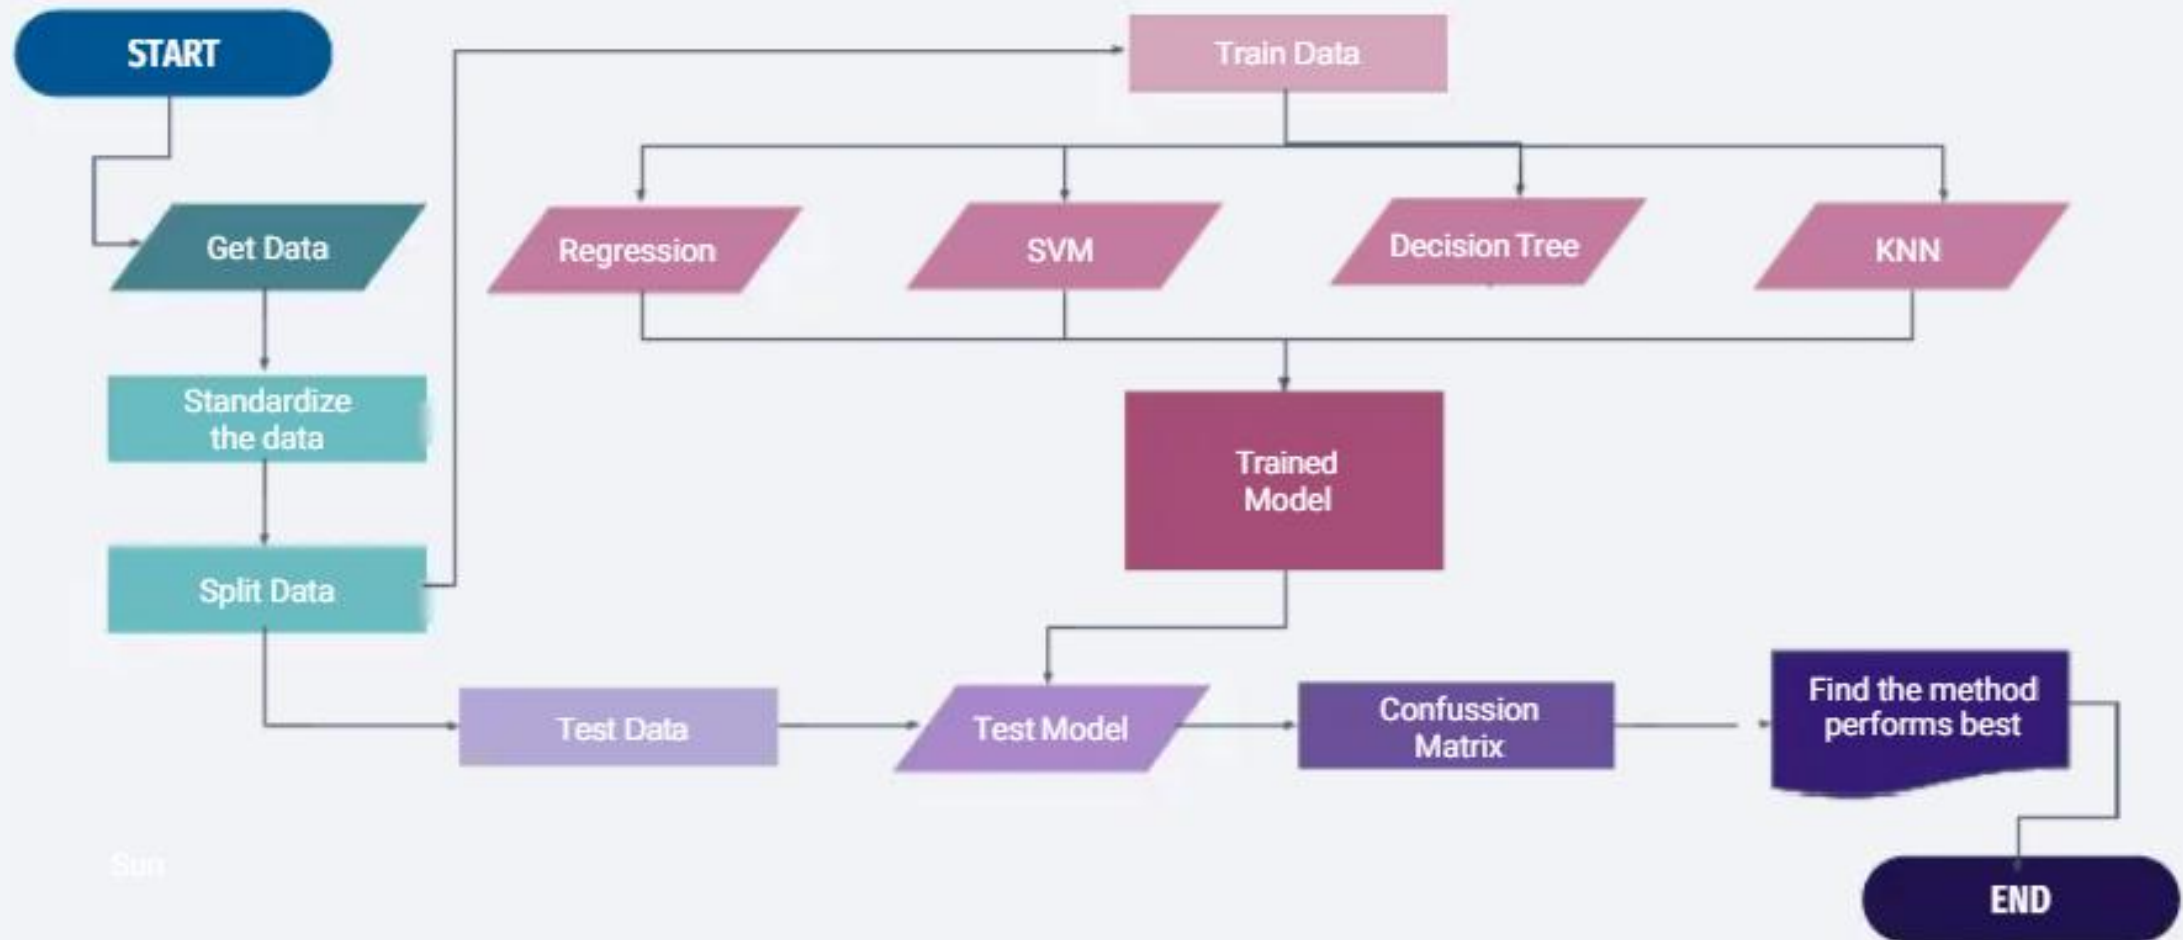 START
Train Data
Get Data
Regression
SVM
Decision Tree
KNN
Standardize
the data
Trained
Model
Split Data
Test Data
Test Model
Confussion
Matrix
Find the method
performs best
Sun
END